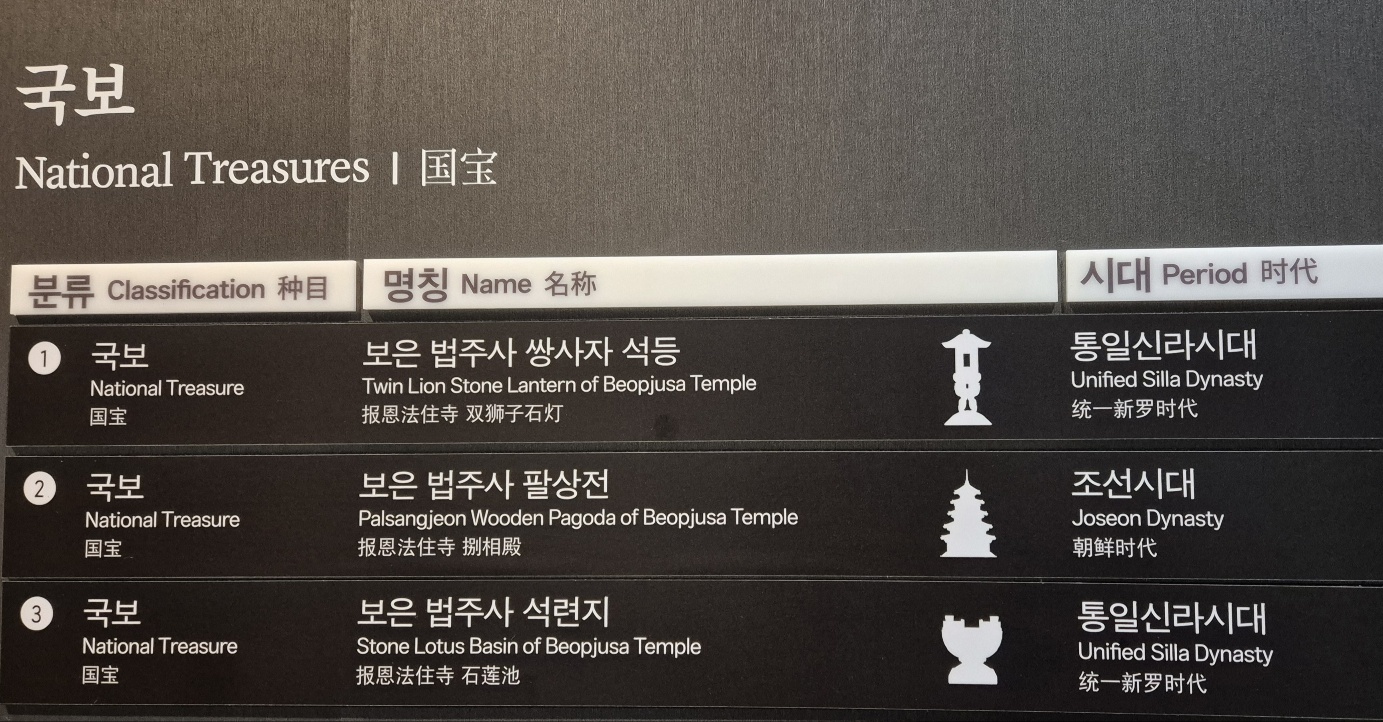 국보
National Treasures | 国宝
분류 Classification 种目 명칭 Name 名称 시대 Period 时代
1 국보 보은 법주사 쌍사자 석등 통일신라시대
National Treasure Twin Lion Stone Lantern of Beopjusa Temple Unified Silla Dynasty
国宝 报恩法住寺 双狮子石灯 统一新罗时代
2 국보 보은 법주사 팔상전 조선시대
National Treasure Palsangjeon Wooden Pagoda of Beopjusa Temple Joseon Dynasty
国宝 报恩法住寺 捌相殿 朝鲜时代
3 국보 보은 법주사 석련지 통일신라시대
National Treasure Stone Lotus Basin of Beopjusa Temple Unified Silla Dynasty
国宝 报恩法住寺 石莲池 统一新罗时代